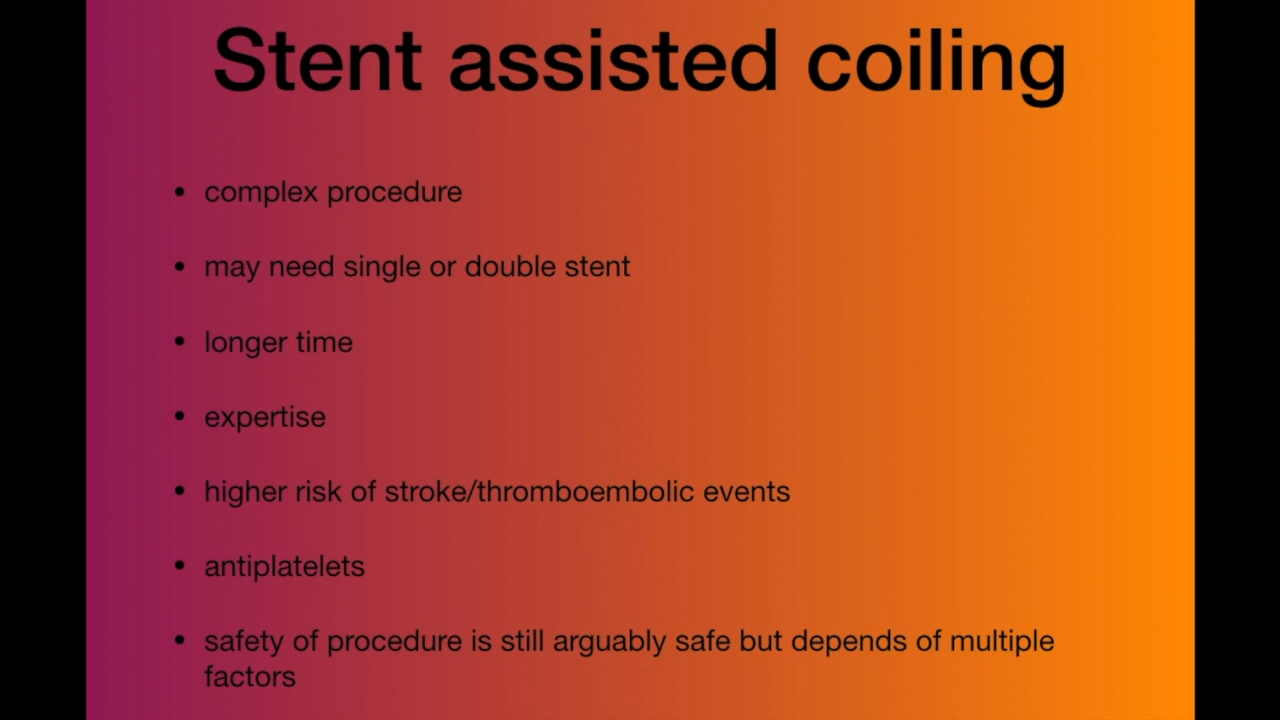 Stent assisted coiling
• complex procedure
• may need single or double stent
• longer time
• expertise
• higher risk of stroke/thromboembolic events
• antiplatelets
• safety of procedure is still arguably safe but depends of multiple
factors